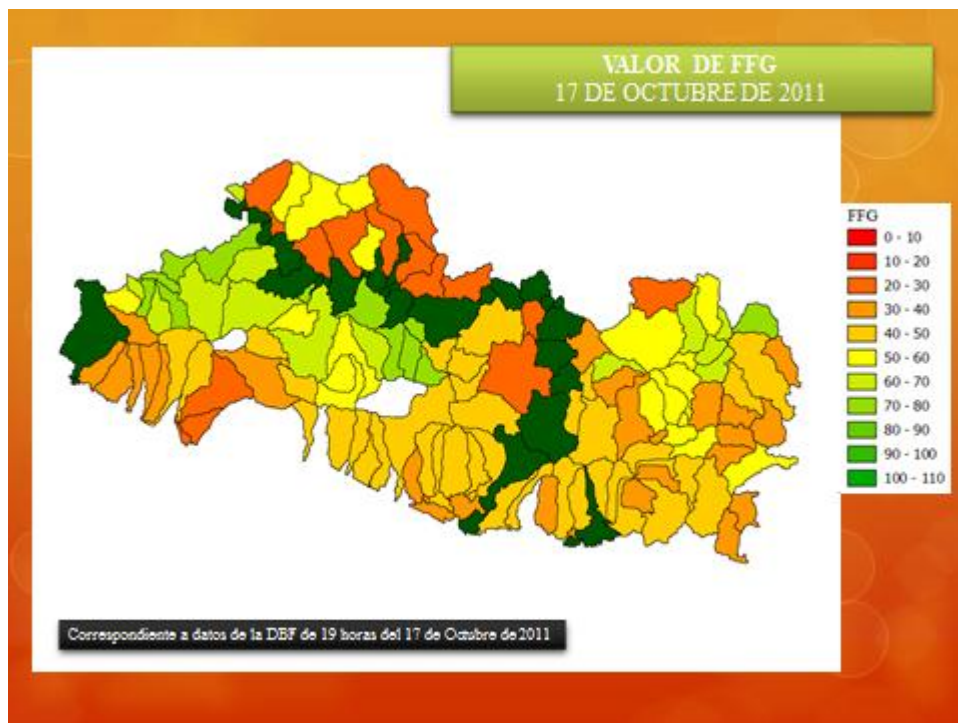 VALOR DE FFG
17 DE OCTUBRE DE 2011
FFG
0 - 10
10 - 20
20 - 30
30 - 40
40 - 50
50 - 60
60 - 70
70 - 80
80 - 90
90 - 100
100 - 110
Correspondiente a datos de la DBF de 19 horas del 17 de Octubre de 2011